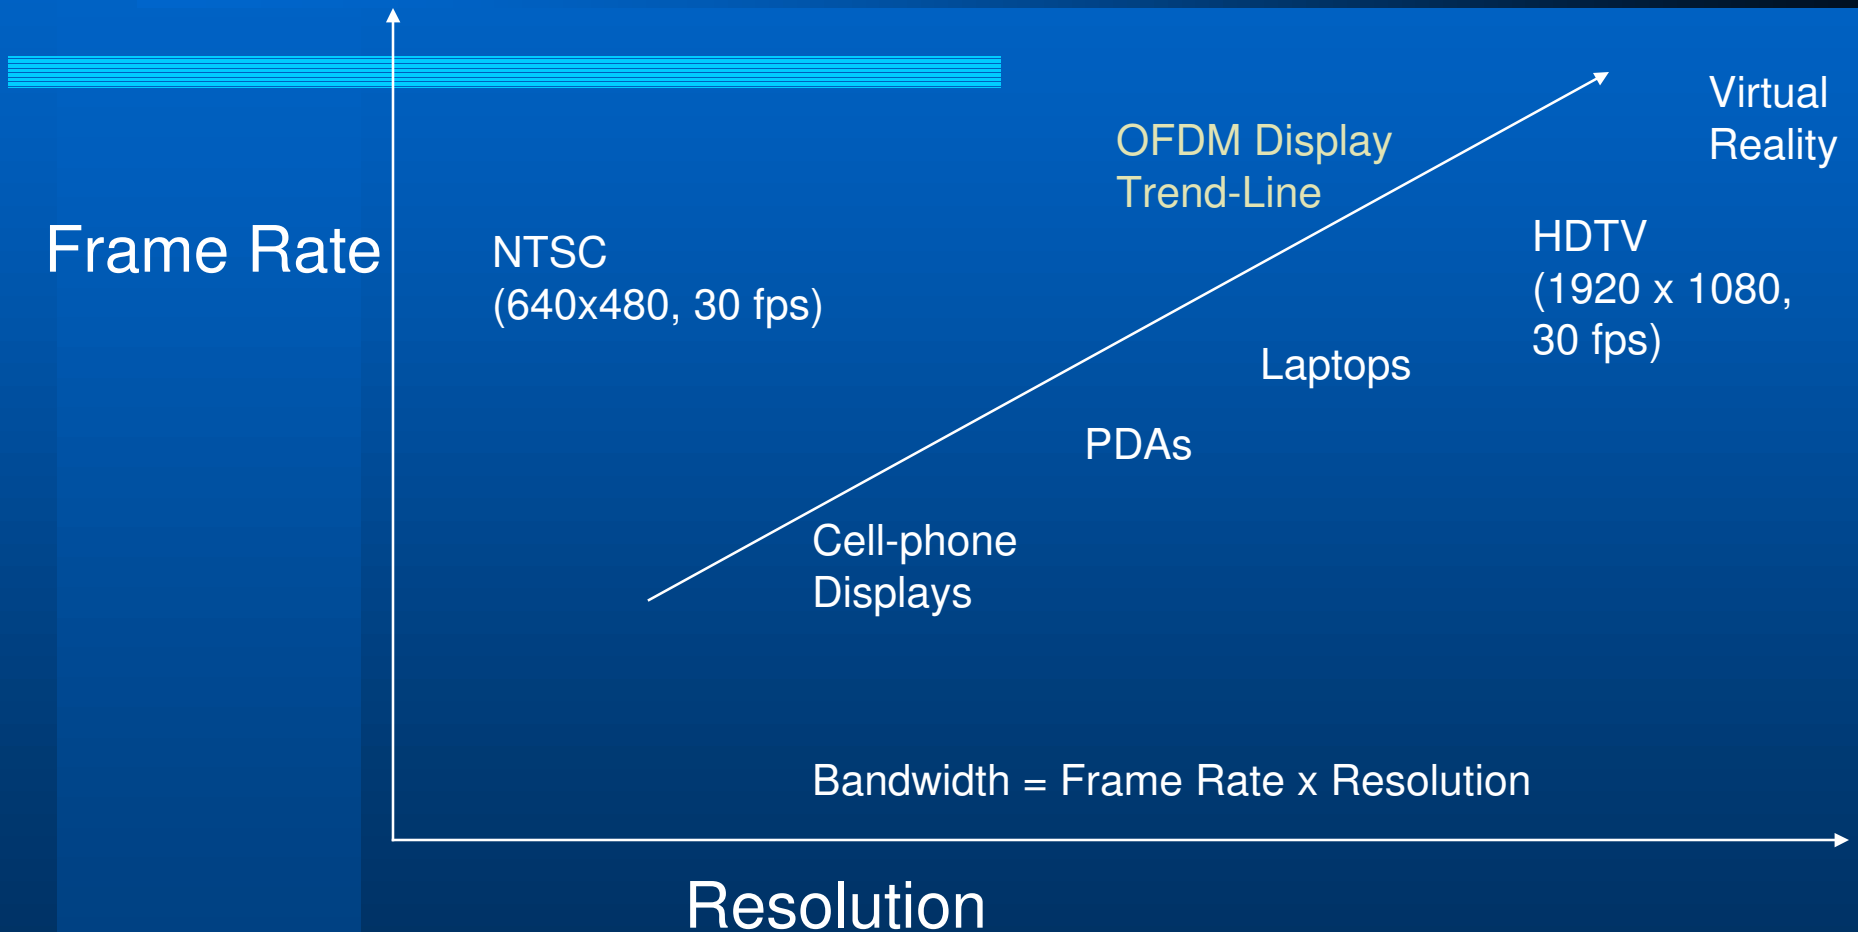 Virtual
Reality
OFDM Display
Trend-Line
Frame Rate
NTSC
(640x480, 30 fps)
HDTV
(1920 x 1080,
30 fps)
Laptops
PDAs
Cell-phone
Displays
Bandwidth = Frame Rate x Resolution
Resolution